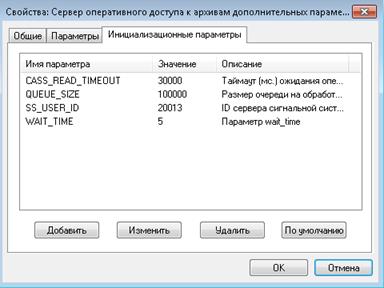 Свойства: Сервер оперативного доступа к архивам дополнительных параме...
Общие Параметры Инициализационные параметры
Имя параметра Значение Описание
CASS_READ_TIMEOUT 30000 Таймаут (мс.) ожидания опе...
QUEUE_SIZE 100000 Размер очереди на обработ...
SS_USER_ID 20013 ID сервера сигнальной сист...
WAIT_TIME 5 Параметр wait_time
Добавить Изменить Удалить По умолчанию
OK Отмена